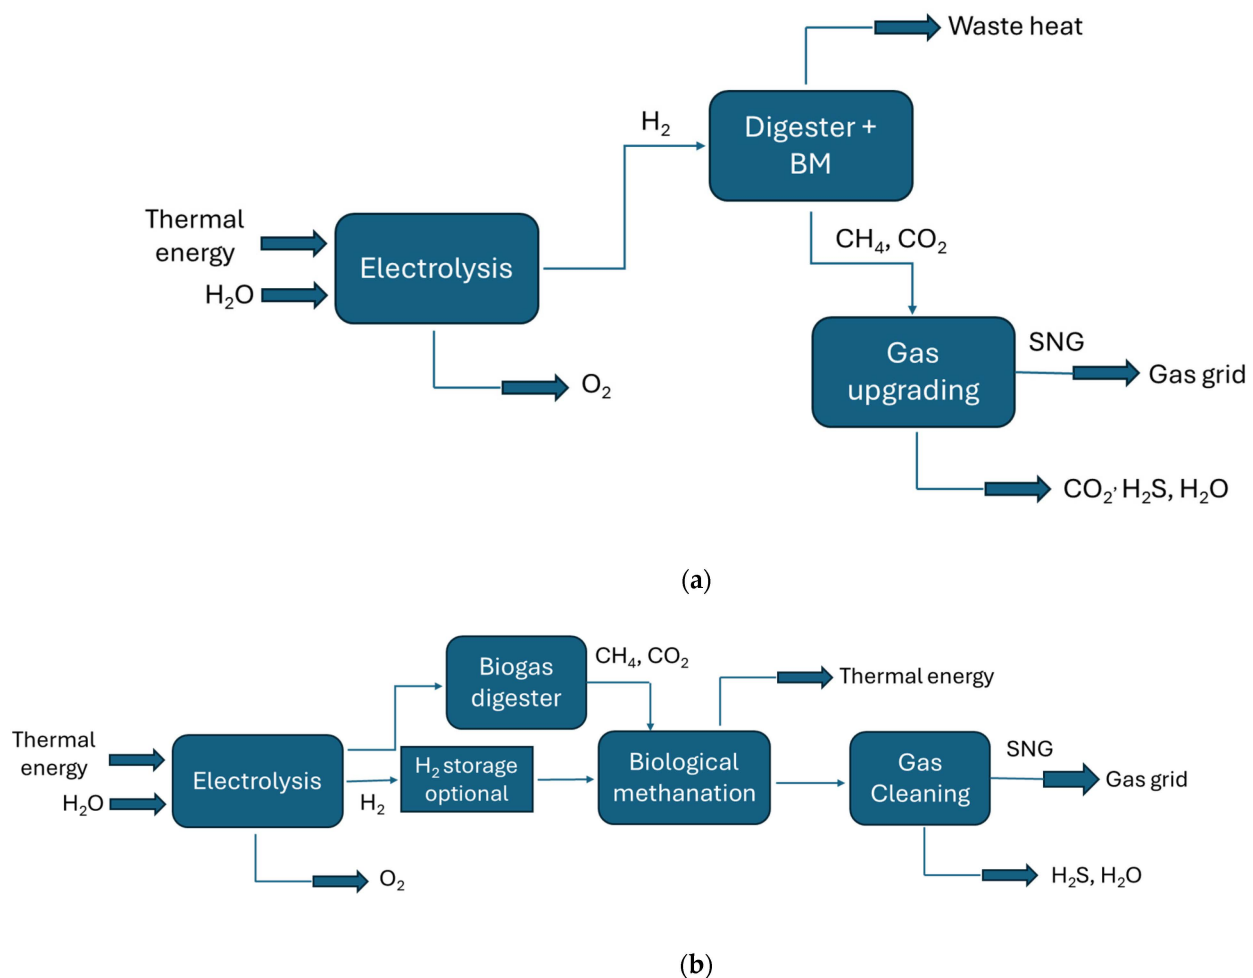 Waste heat
Digester +
BM
H₂
Thermal
energy
H₂O
Electrolysis
CH₄, CO₂
O₂
Gas
upgrading
SNG
Gas grid
CO₂, H₂S, H₂O
(a)
Biogas
digester
CH₄, CO₂
Thermal energy
Thermal
energy
H₂O
Electrolysis
H₂
H₂ storage
optional
Biological
methanation
Gas
Cleaning
SNG
Gas grid
O₂
H₂S, H₂O
(b)